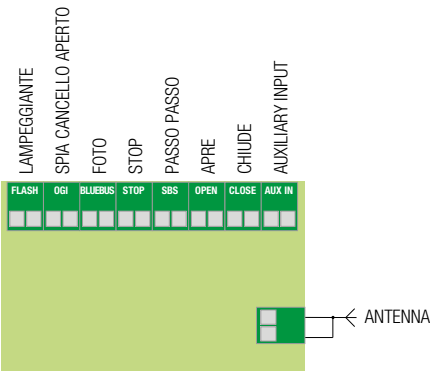 LAMPEGGIANTE
SPIA CANCELLO APERTO
FOTO
STOP
PASSO PASSO
APRE
CHIUDE
AUXILIARY INPUT
FLASH
OGI
BLUEBUS
STOP
SBS
OPEN
CLOSE
AUX IN
ANTENNA